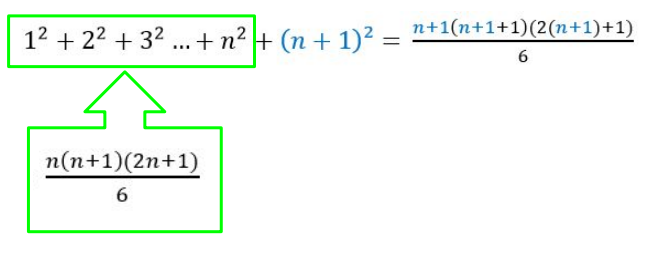 1² + 2² + 3² ... + n² + (n + 1)² = n+1(n+1+1)(2(n+1)+1)/6
n(n+1)(2n+1)/6